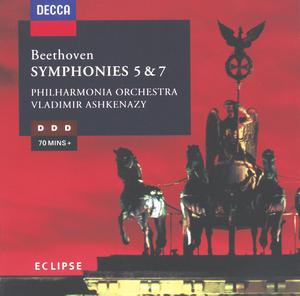 DECCA
Beethoven
SYMPHONIES 5 & 7
PHILHARMONIA ORCHESTRA
VLADIMIR ASHKENAZY
D D D
70 MINS +
ECLIPSE